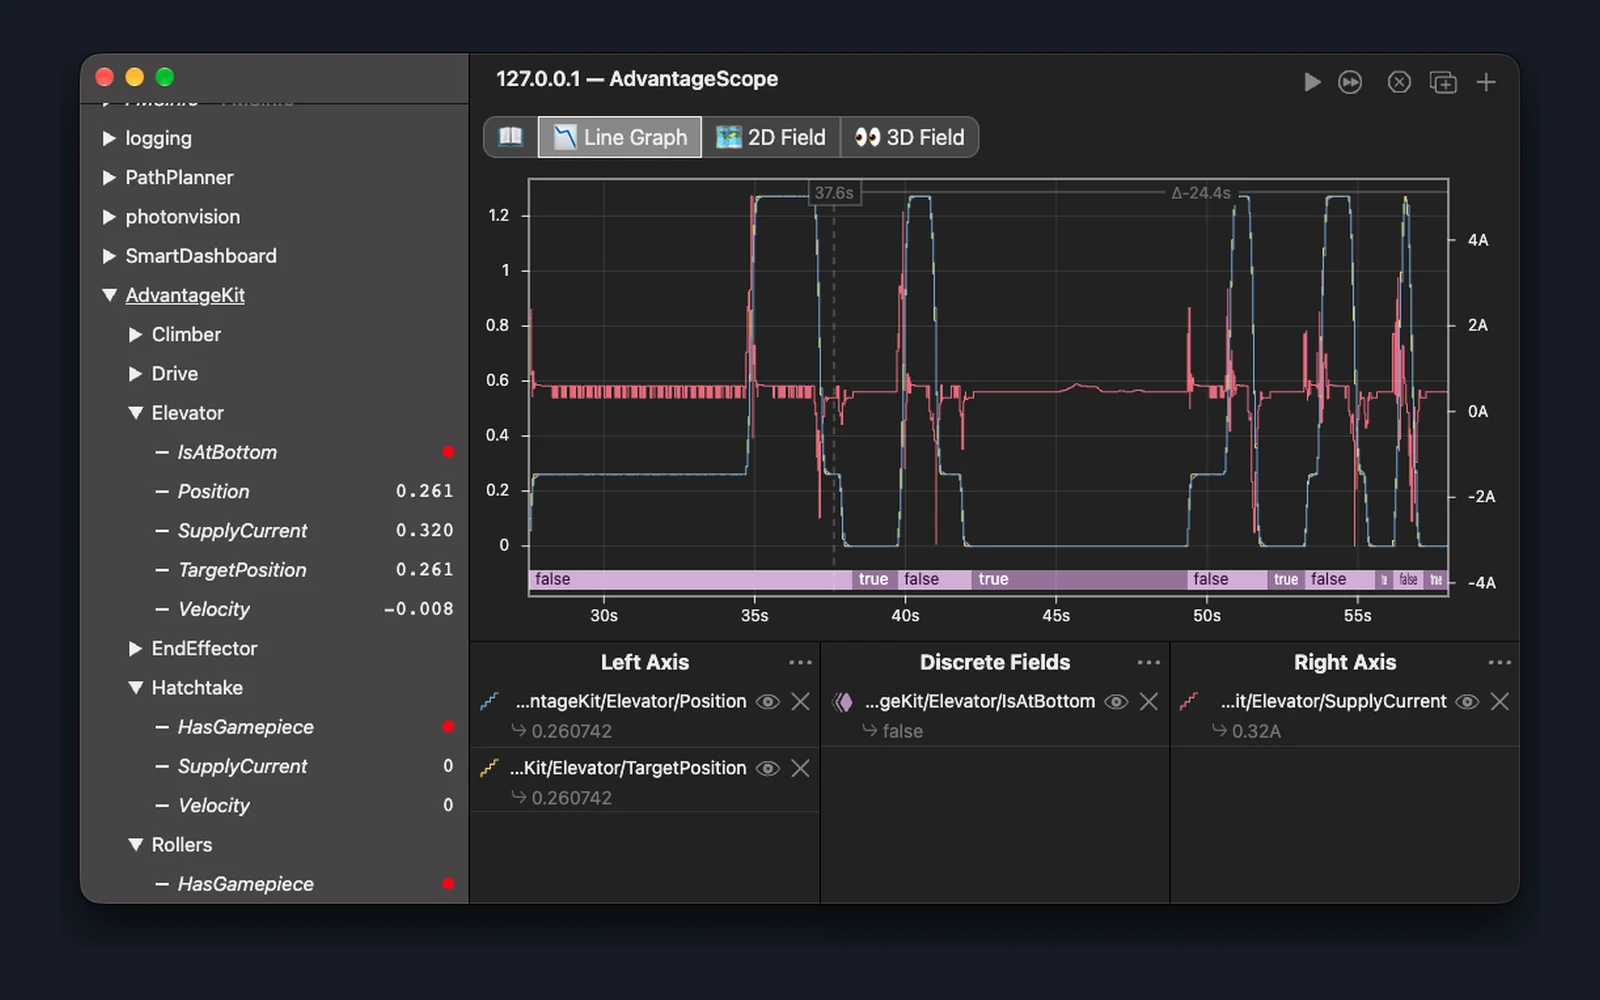 127.0.0.1 — AdvantageScope
logging
PathPlanner
photonvision
SmartDashboard
AdvantageKit
Climber
Drive
Elevator
IsAtBottom
Position 0.261
SupplyCurrent 0.320
TargetPosition 0.261
Velocity -0.008
EndEffector
Hatchtake
HasGamepiece
SupplyCurrent 0
Velocity 0
Rollers
HasGamepiece
Line Graph
2D Field
3D Field
37.6s
Δ-24.4s
1.2
1
0.8
0.6
0.4
0.2
0
4A
2A
0A
-2A
-4A
false true false true false true false false
30s 35s 40s 45s 50s 55s
Left Axis
...ntageKit/Elevator/Position
0.260742
...Kit/Elevator/TargetPosition
0.260742
Discrete Fields
...geKit/Elevator/IsAtBottom
false
Right Axis
...it/Elevator/SupplyCurrent
0.32A